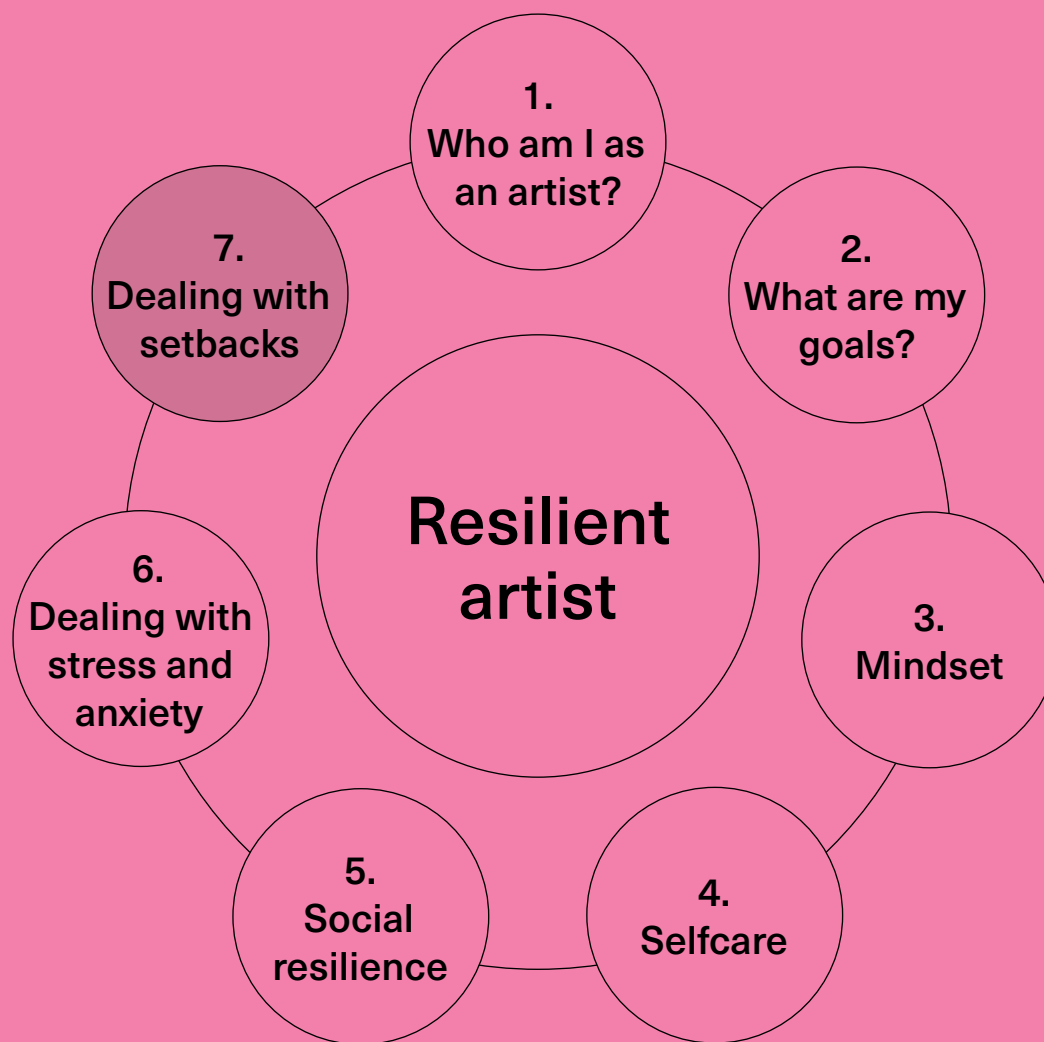 1.
Who am I as
an artist?
2.
What are my
goals?
3.
Mindset
4.
Selfcare
5.
Social
resilience
6.
Dealing with
stress and
anxiety
7.
Dealing with
setbacks
Resilient
artist